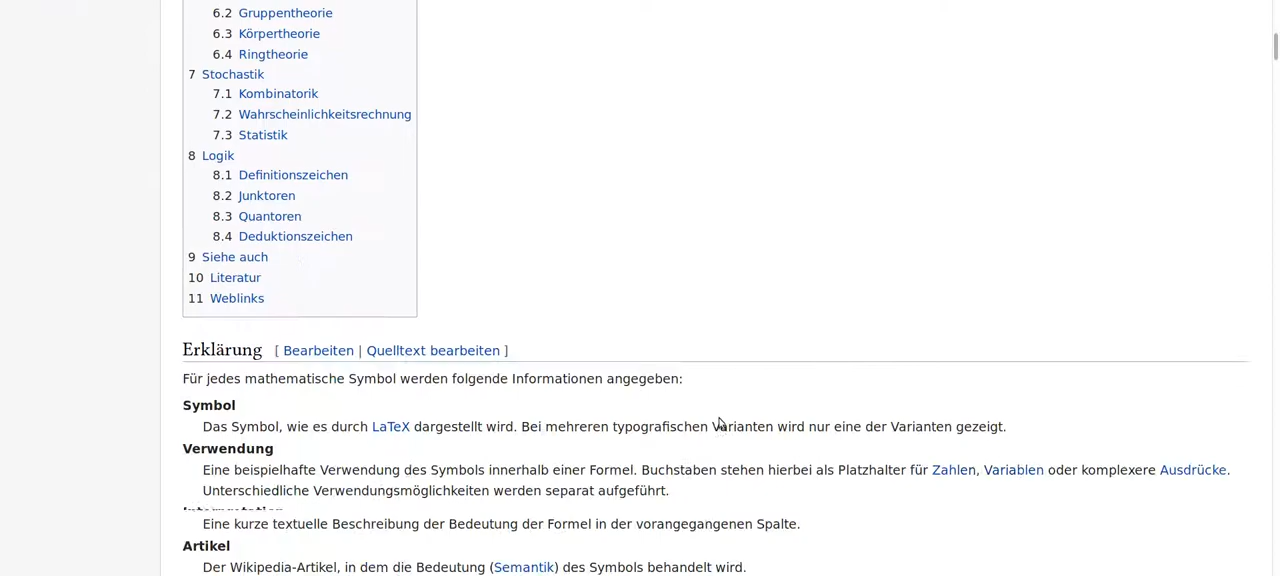 6.2 Gruppentheorie
6.3 Körpertheorie
6.4 Ringtheorie
7 Stochastik
7.1 Kombinatorik
7.2 Wahrscheinlichkeitsrechnung
7.3 Statistik
8 Logik
8.1 Definitionszeichen
8.2 Junktoren
8.3 Quantoren
8.4 Deduktionszeichen
9 Siehe auch
10 Literatur
11 Weblinks
Erklärung [ Bearbeiten | Quelltext bearbeiten ]
Für jedes mathematische Symbol werden folgende Informationen angegeben:
Symbol
Das Symbol, wie es durch LaTeX dargestellt wird. Bei mehreren typografischen Varianten wird nur eine der Varianten gezeigt.
Verwendung
Eine beispielhafte Verwendung des Symbols innerhalb einer Formel. Buchstaben stehen hierbei als Platzhalter für Zahlen, Variablen oder komplexere Ausdrücke.
Unterschiedliche Verwendungsmöglichkeiten werden separat aufgeführt.
Eine kurze textuelle Beschreibung der Bedeutung der Formel in der vorangegangenen Spalte.
Artikel
Der Wikipedia-Artikel, in dem die Bedeutung (Semantik) des Symbols behandelt wird.